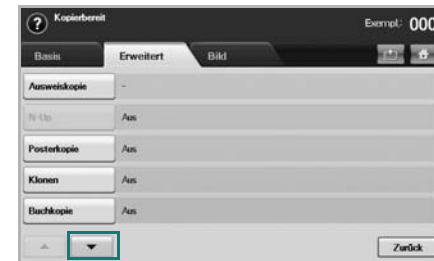 ? Kopierbereit Exempl.: 000
Basis Erweitert Bild
Ausweiskopie -
N-Up Aus
Posterkopie Aus
Klonen Aus
Buchkopie Aus
Zurück